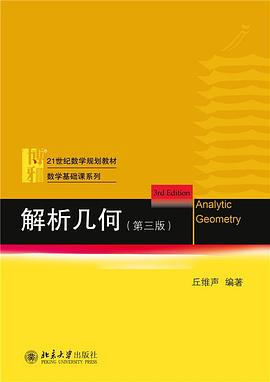 博雅
21世纪数学规划教材
数学基础课系列
3rd Edition
Analytic
Geometry
解析几何(第三版)
丘维声 编著
北京大学出版社
PEKING UNIVERSITY PRESS